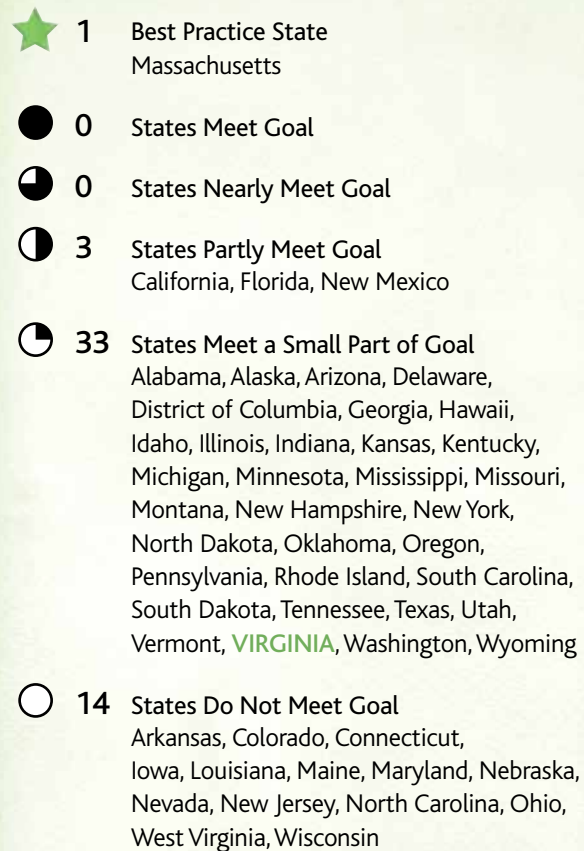 1 Best Practice State
Massachusetts
0 States Meet Goal
0 States Nearly Meet Goal
3 States Partly Meet Goal
California, Florida, New Mexico
33 States Meet a Small Part of Goal
Alabama, Alaska, Arizona, Delaware,
District of Columbia, Georgia, Hawaii,
Idaho, Illinois, Indiana, Kansas, Kentucky,
Michigan, Minnesota, Mississippi, Missouri,
Montana, New Hampshire, New York,
North Dakota, Oklahoma, Oregon,
Pennsylvania, Rhode Island, South Carolina,
South Dakota, Tennessee, Texas, Utah,
Vermont, VIRGINIA, Washington, Wyoming
14 States Do Not Meet Goal
Arkansas, Colorado, Connecticut,
Iowa, Louisiana, Maine, Maryland, Nebraska,
Nevada, New Jersey, North Carolina, Ohio,
West Virginia, Wisconsin